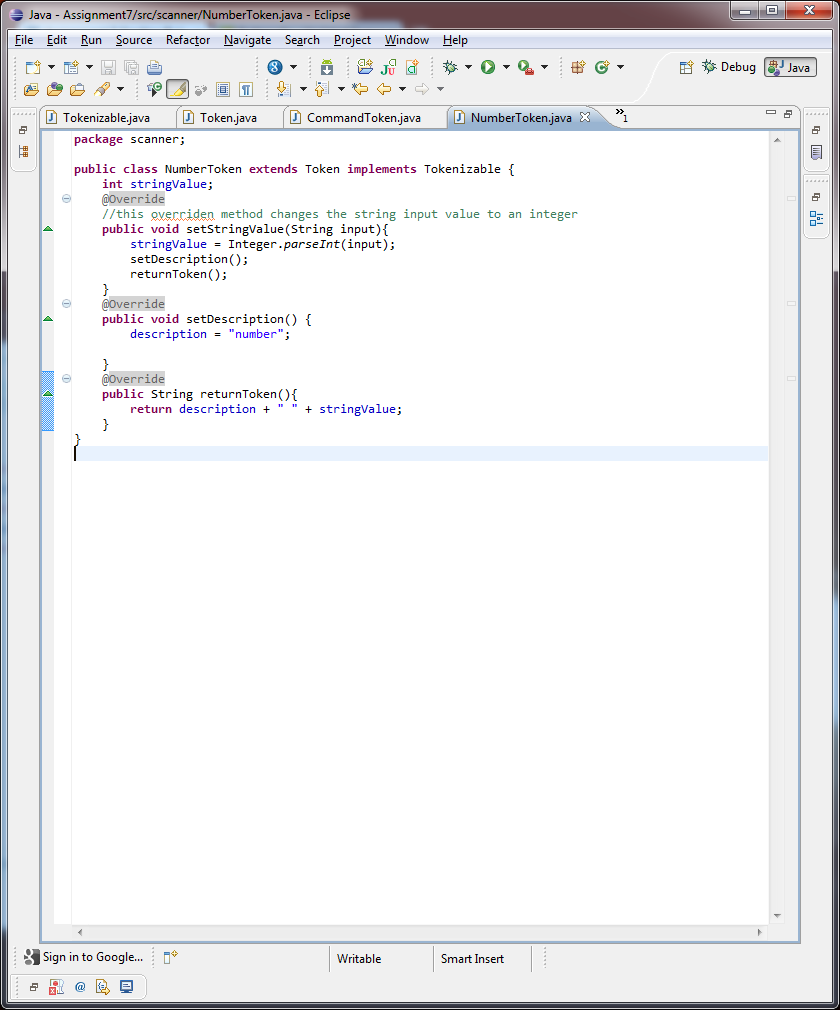 Java - Assignment7/src/scanner/NumberToken.java - Eclipse
File Edit Run Source Refactor Navigate Search Project Window Help
Debug Java
Tokenizable.java Token.java CommandToken.java NumberToken.java »1
package scanner;
public class NumberToken extends Token implements Tokenizable {
int stringValue;
@Override
//this overriden method changes the string input value to an integer
public void setStringValue(String input){
stringValue = Integer.parseInt(input);
setDescription();
returnToken();
}
@Override
public void setDescription() {
description = "number";
}
@Override
public String returnToken(){
return description + " " + stringValue;
}
}
Sign in to Google... Writable Smart Insert